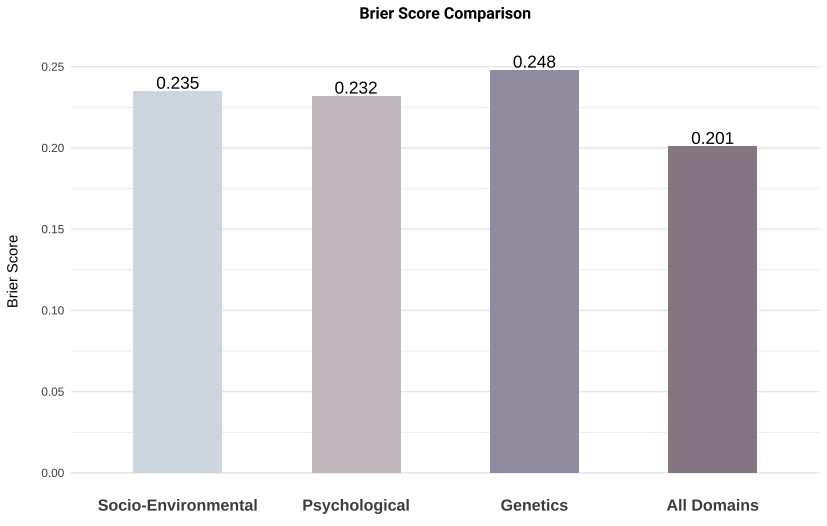 Brier Score Comparison
0.25
0.20
0.15
0.10
0.05
0.00
Brier Score
0.235
0.232
0.248
0.201
Socio-Environmental
Psychological
Genetics
All Domains